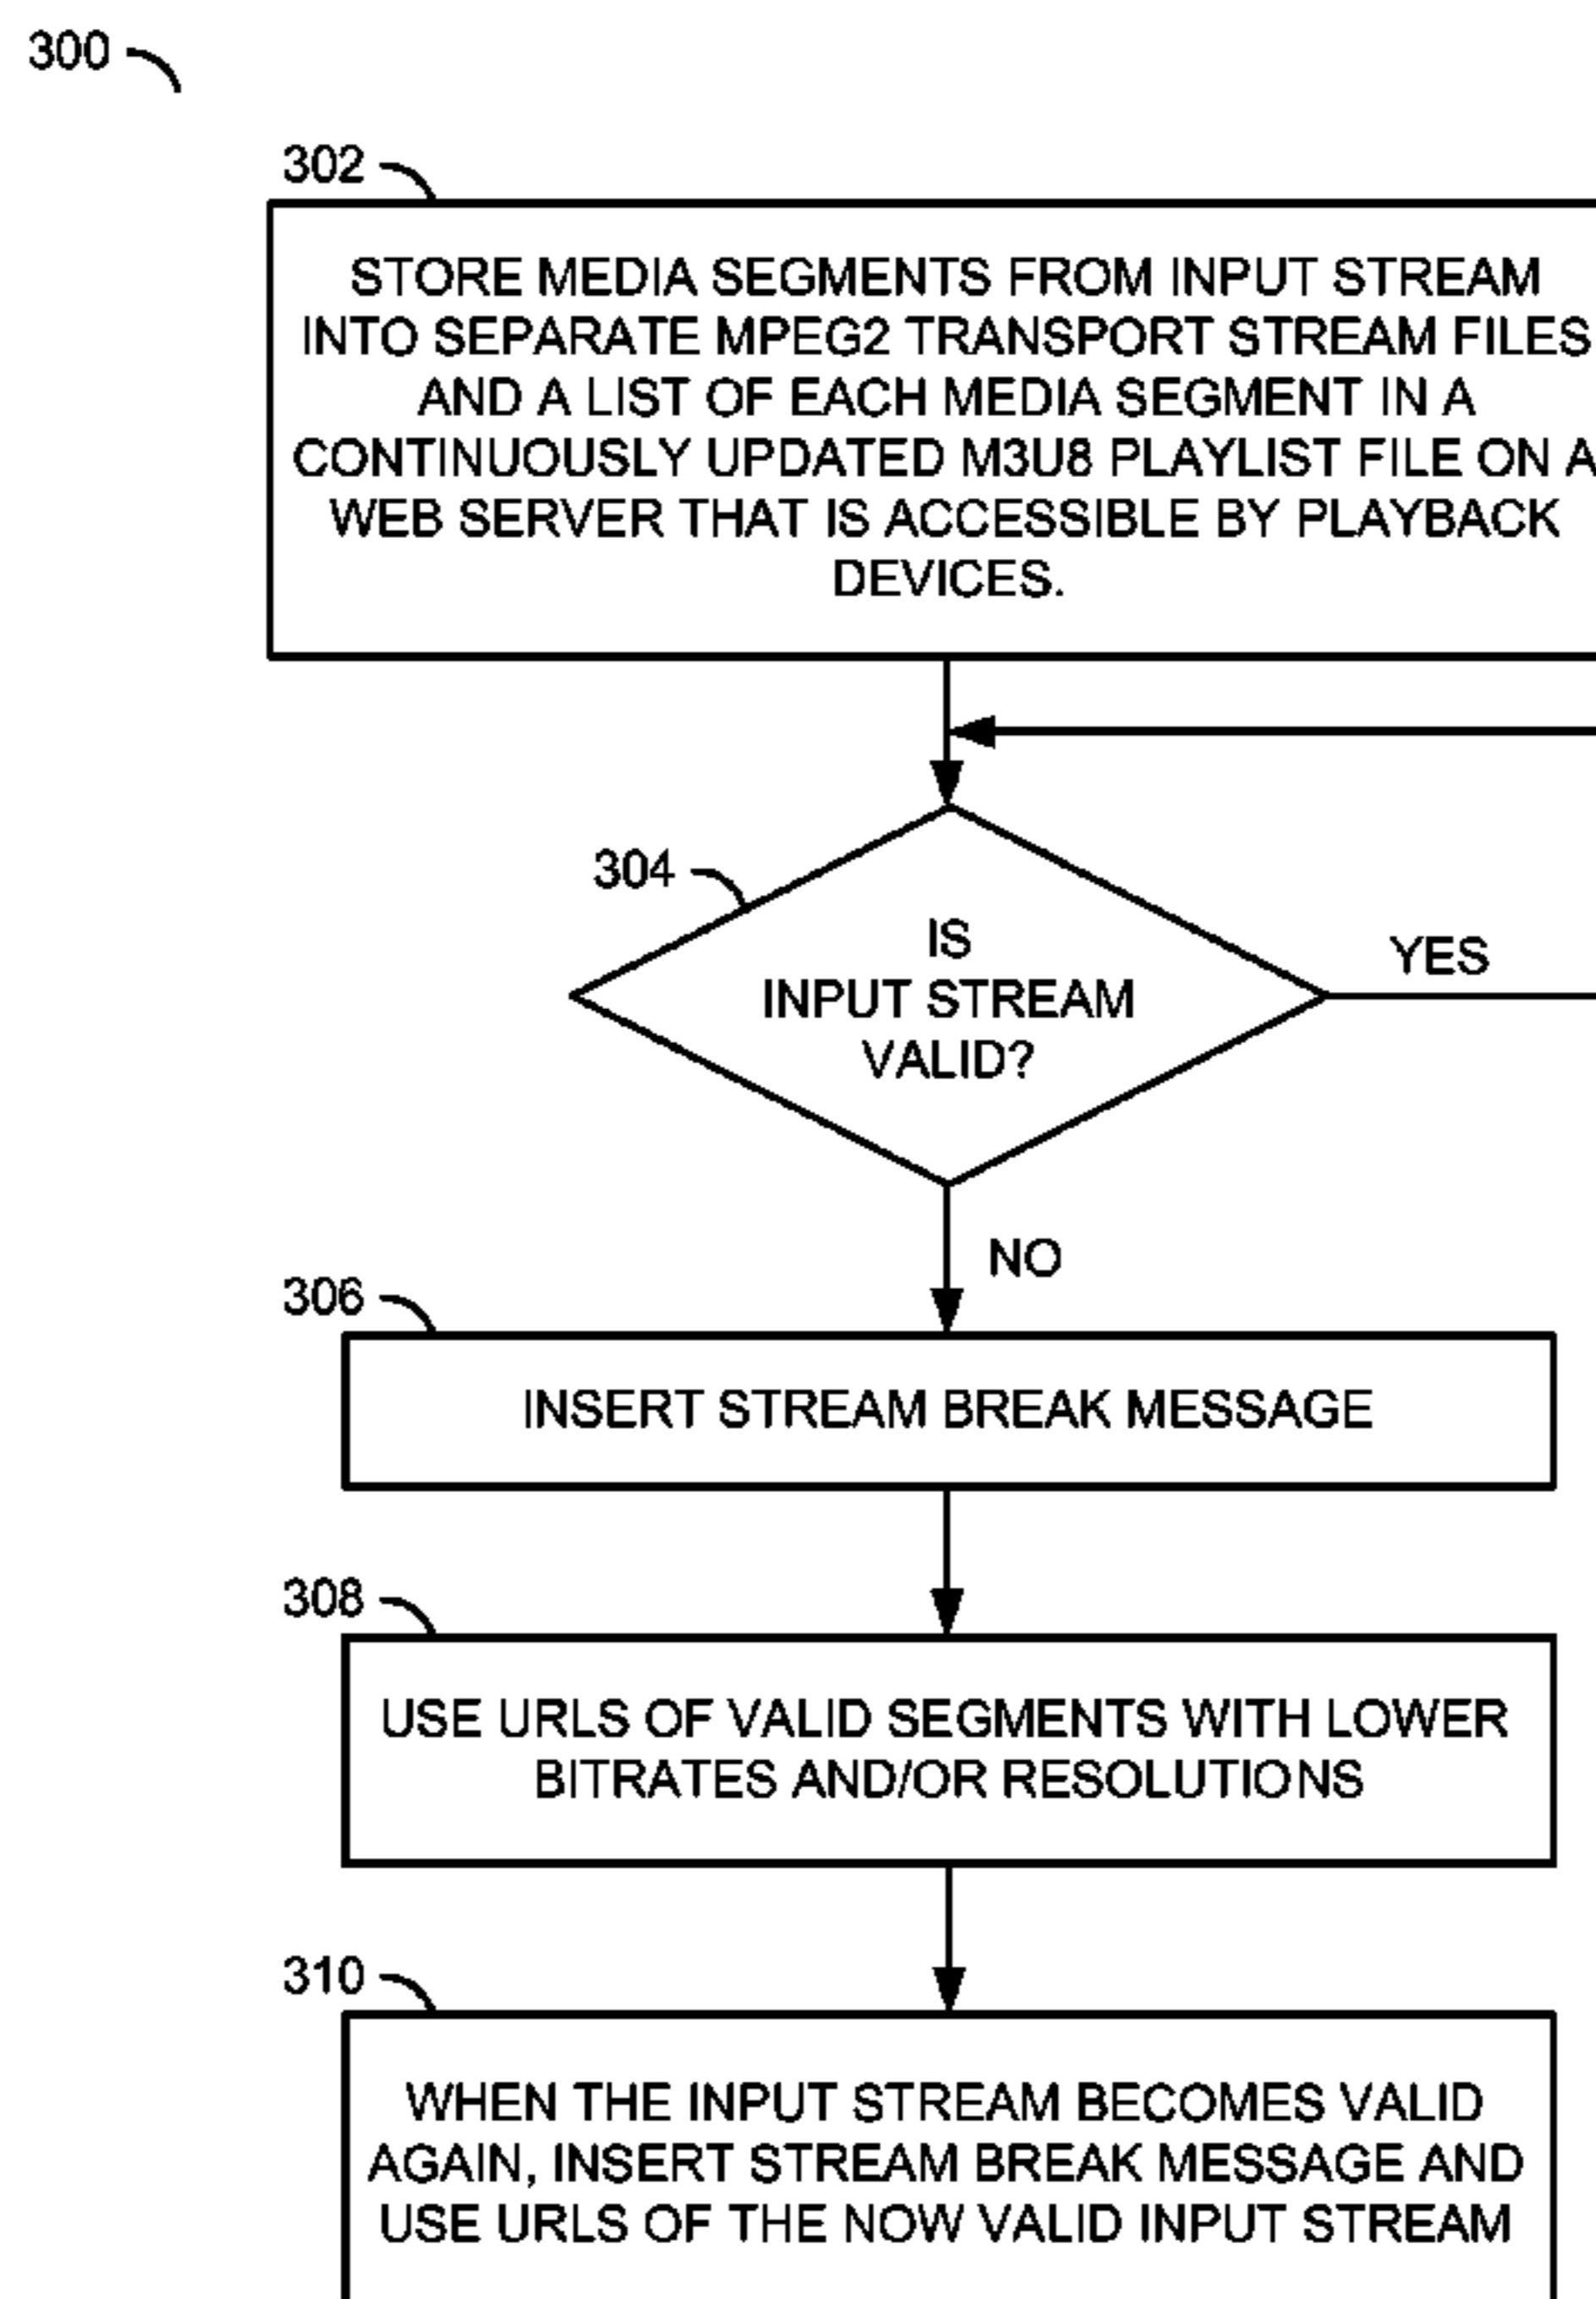 300
302
STORE MEDIA SEGMENTS FROM INPUT STREAM
INTO SEPARATE MPEG2 TRANSPORT STREAM FILES
AND A LIST OF EACH MEDIA SEGMENT IN A
CONTINUOUSLY UPDATED M3U8 PLAYLIST FILE ON A
WEB SERVER THAT IS ACCESSIBLE BY PLAYBACK
DEVICES.
304
IS
INPUT STREAM
VALID?
YES
NO
306
INSERT STREAM BREAK MESSAGE
308
USE URLS OF VALID SEGMENTS WITH LOWER
BITRATES AND/OR RESOLUTIONS
310
WHEN THE INPUT STREAM BECOMES VALID
AGAIN, INSERT STREAM BREAK MESSAGE AND
USE URLS OF THE NOW VALID INPUT STREAM